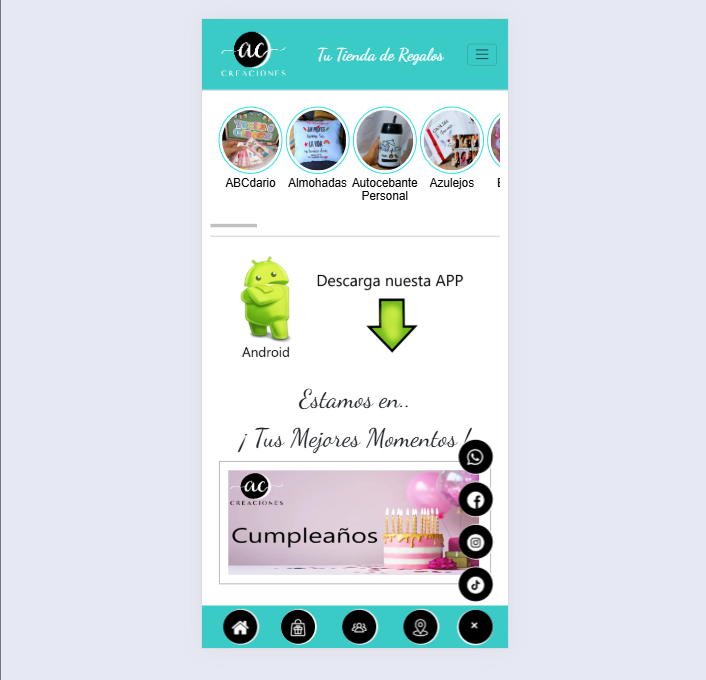 ac
CREACIONES
Tu Tienda de Regalos
ABCdario
Almohadas
Autocebante
Personal
Azulejos
Descarga nuesta APP
Android
Estamos en..
¡ Tus Mejores Momentos !
ac
CREACIONES
Cumpleaños